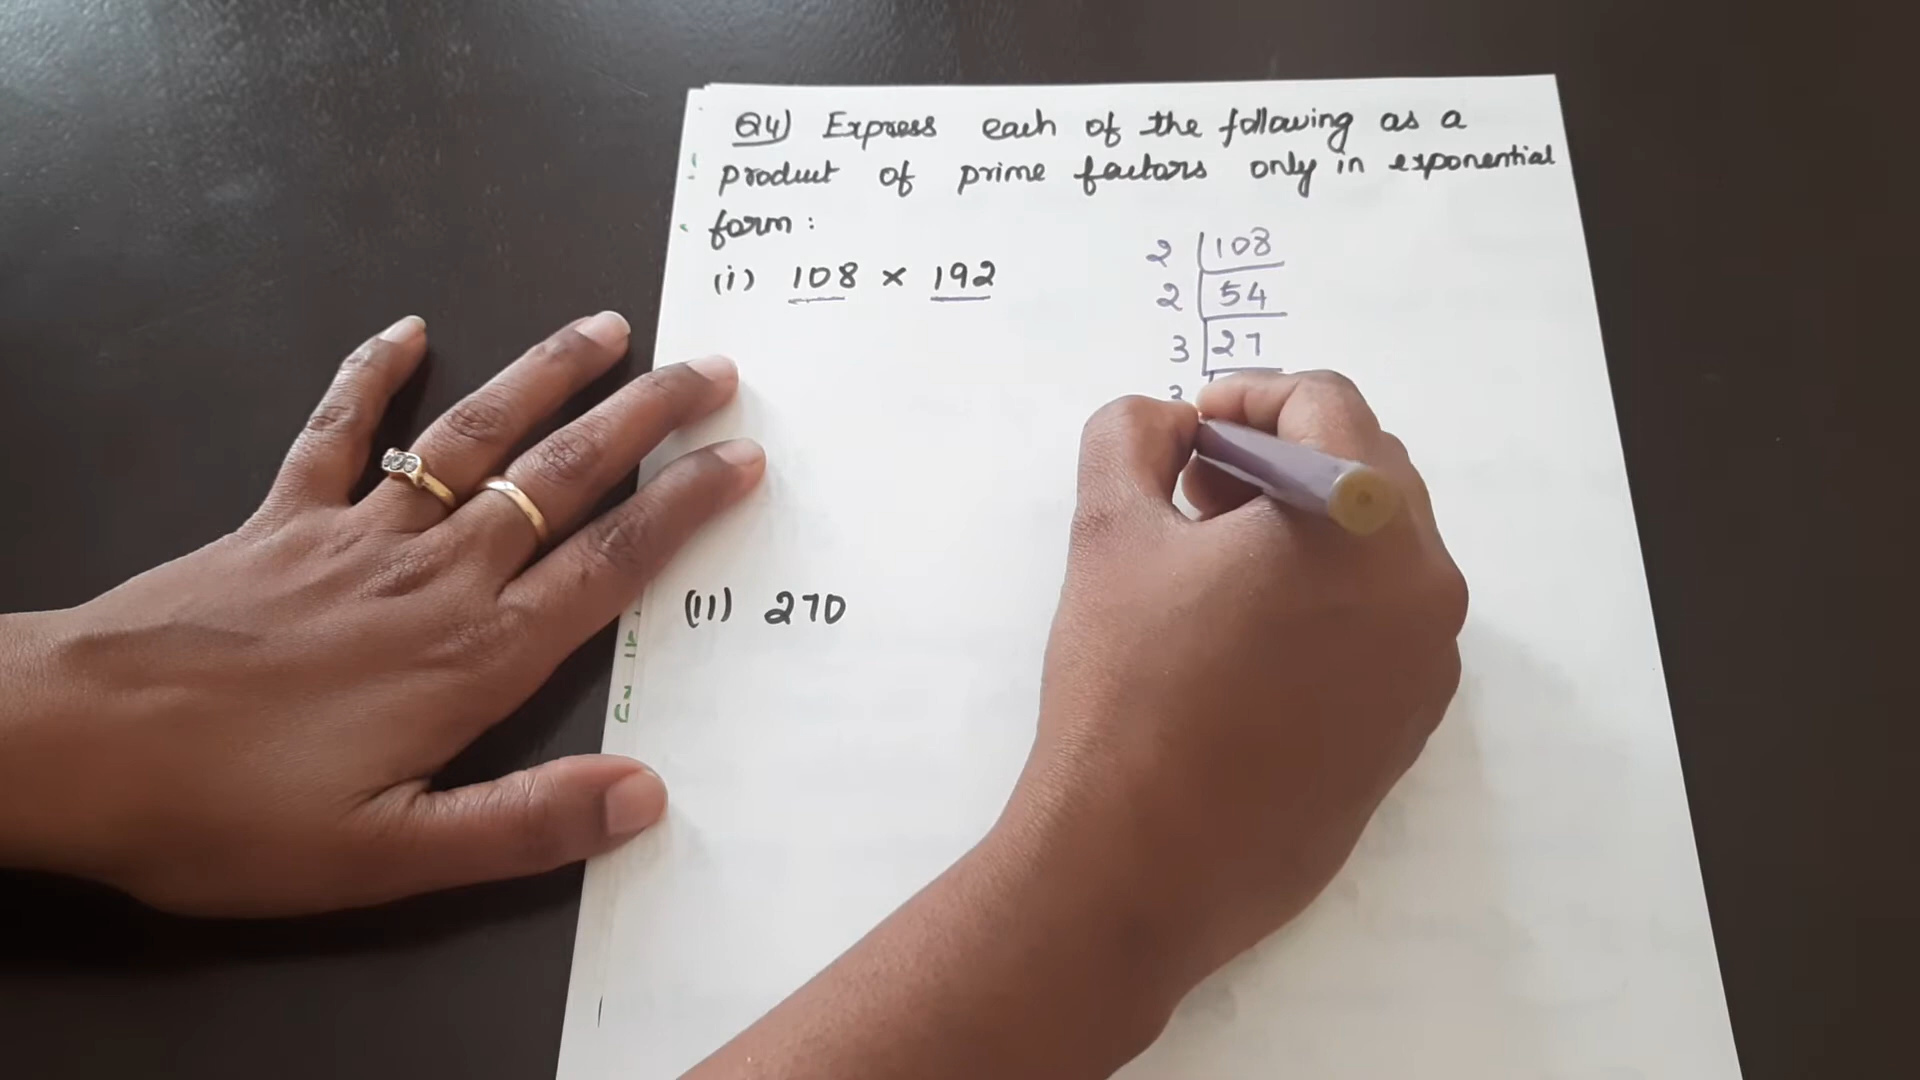 Q4) Express each of the following as a
product of prime factors only in exponential
form :
(i) 108 × 192
2 108
2 54
3 27
3
(II) 270